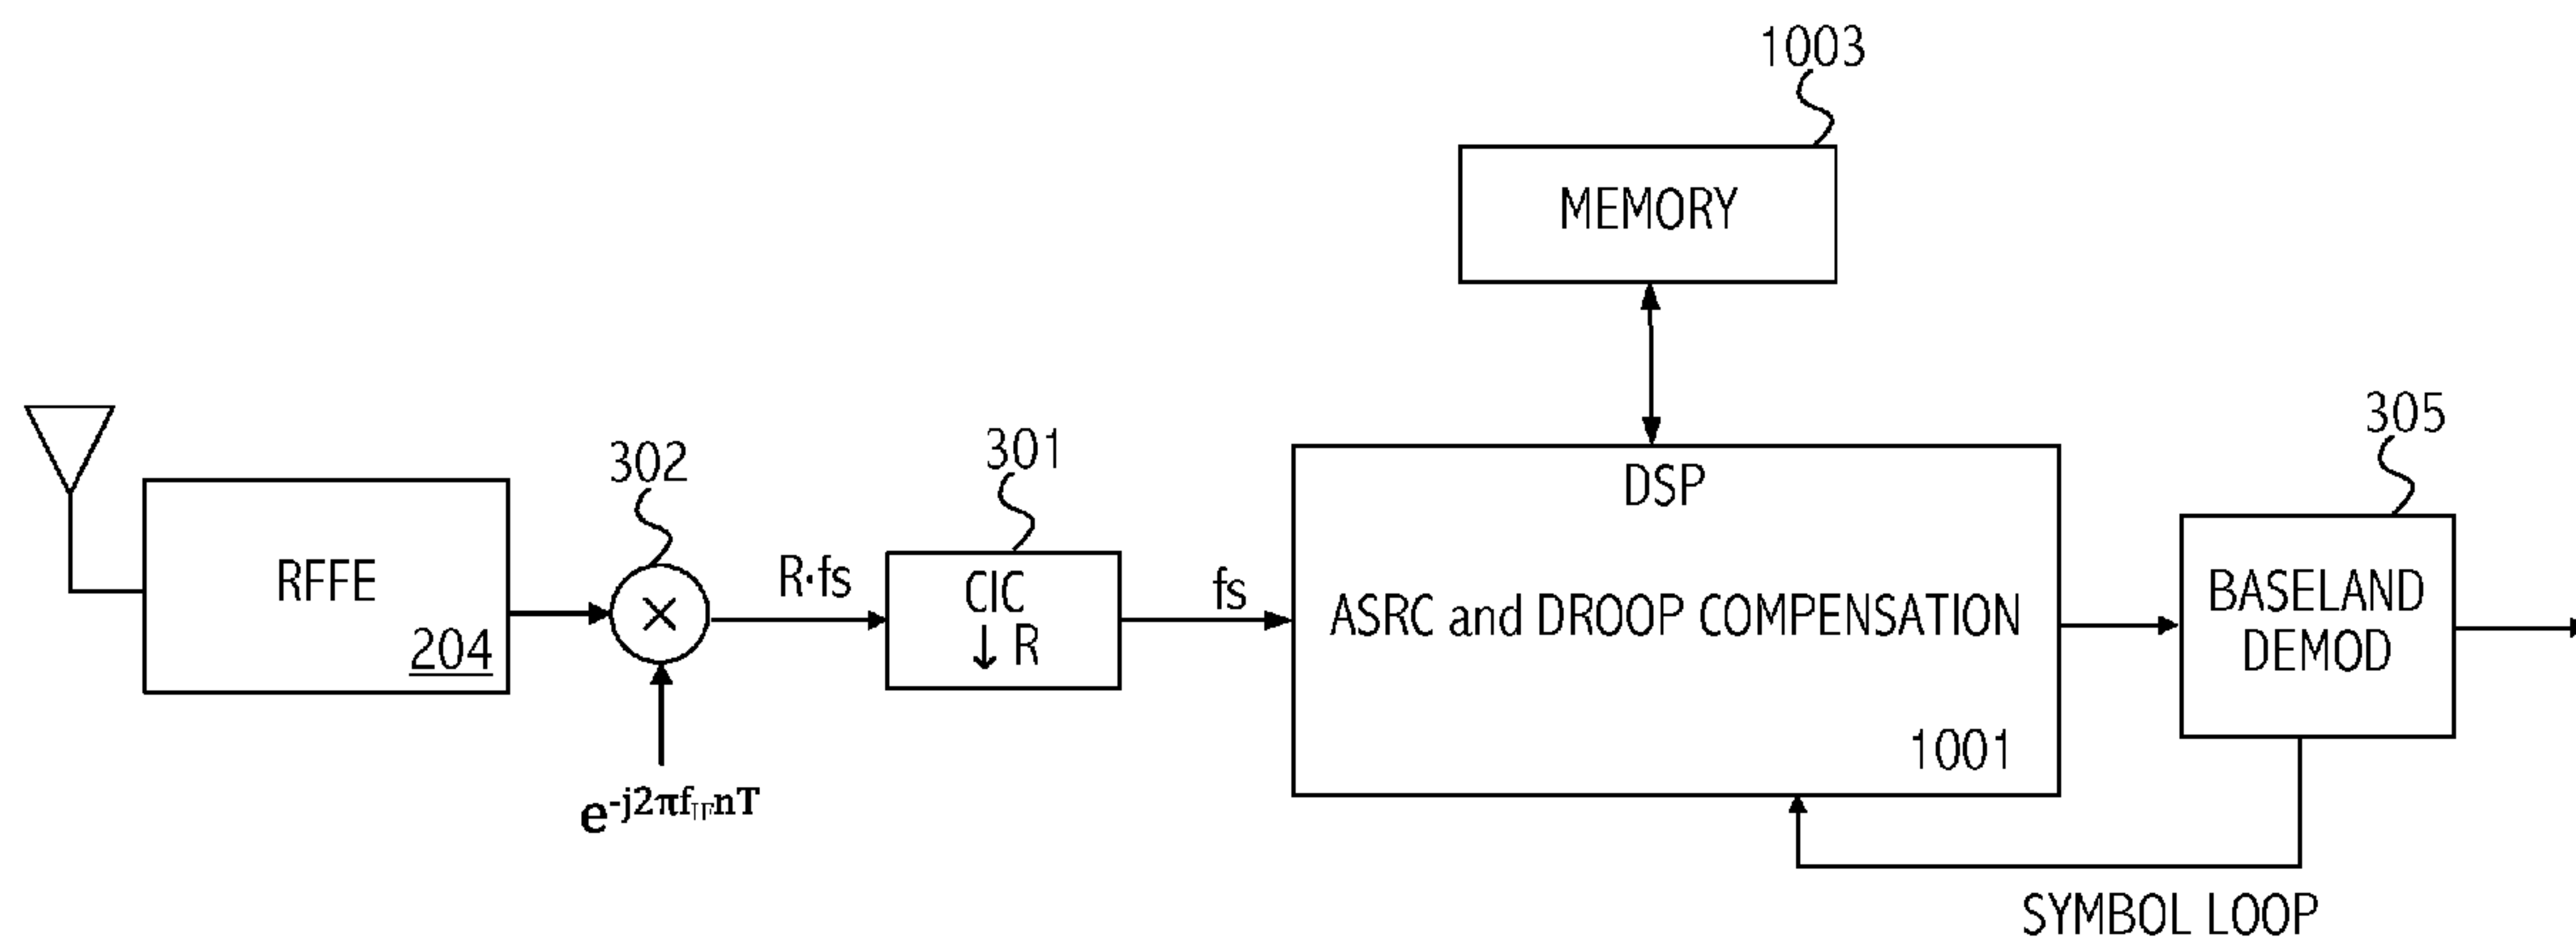 1003
MEMORY
305
302
301
DSP
RFFE
204
R·fs
CIC
↓ R
fs
ASRC and DROOP COMPENSATION
BASELAND
DEMOD
1001
e-j2πfIFnT
SYMBOL LOOP